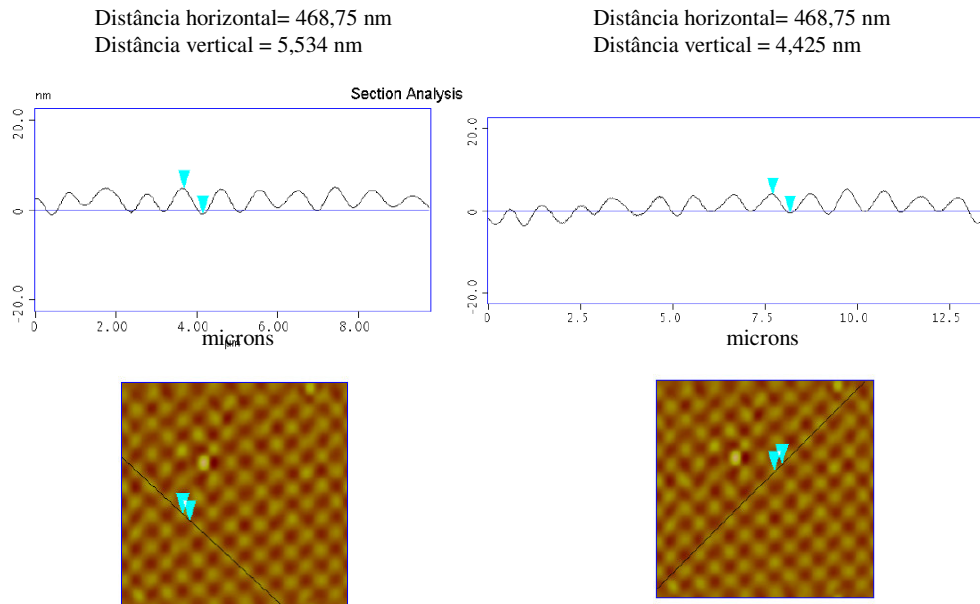 Distância horizontal= 468,75 nm
Distância vertical = 5,534 nm
Distância horizontal= 468,75 nm
Distância vertical = 4,425 nm
nm
Section Analysis
20.0
0
-20.0
0
2.00
4.00
6.00
8.00
microns
20.0
0
-20.0
0
2.5
5.0
7.5
10.0
12.5
microns